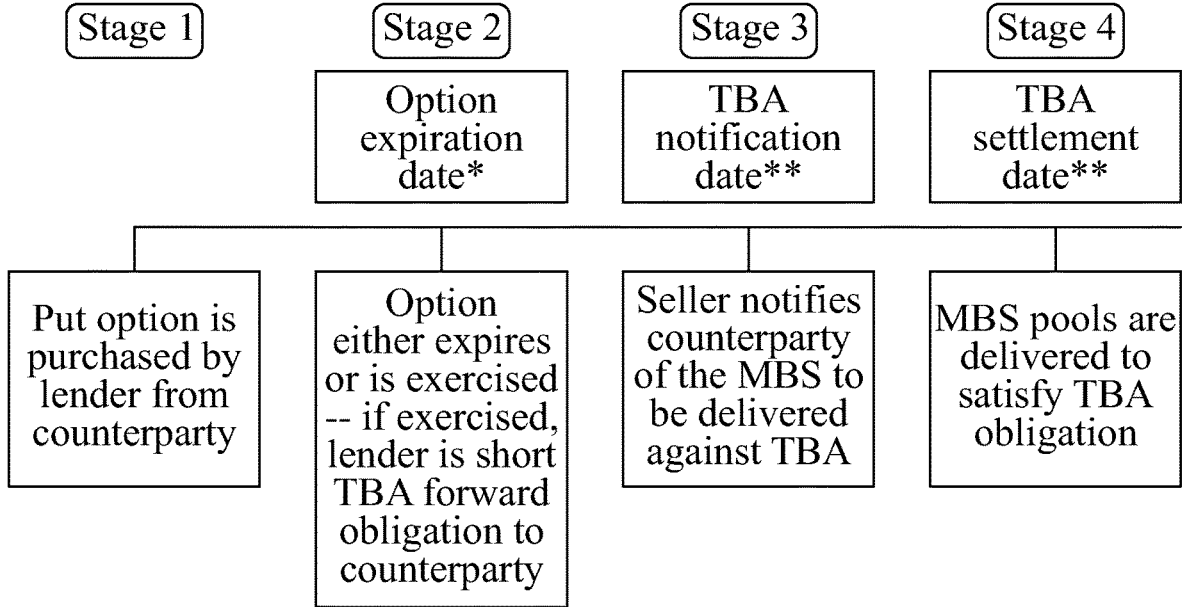 Stage 1
Stage 2
Stage 3
Stage 4
Option
expiration
date*
TBA
notification
date**
TBA
settlement
date**
Put option is
purchased by
lender from
counterparty
Option
either expires
or is exercised
-- if exercised,
lender is short
TBA forward
obligation to
counterparty
Seller notifies
counterparty
of the MBS to
be delivered
against TBA
MBS pools are
delivered to
satisfy TBA
obligation